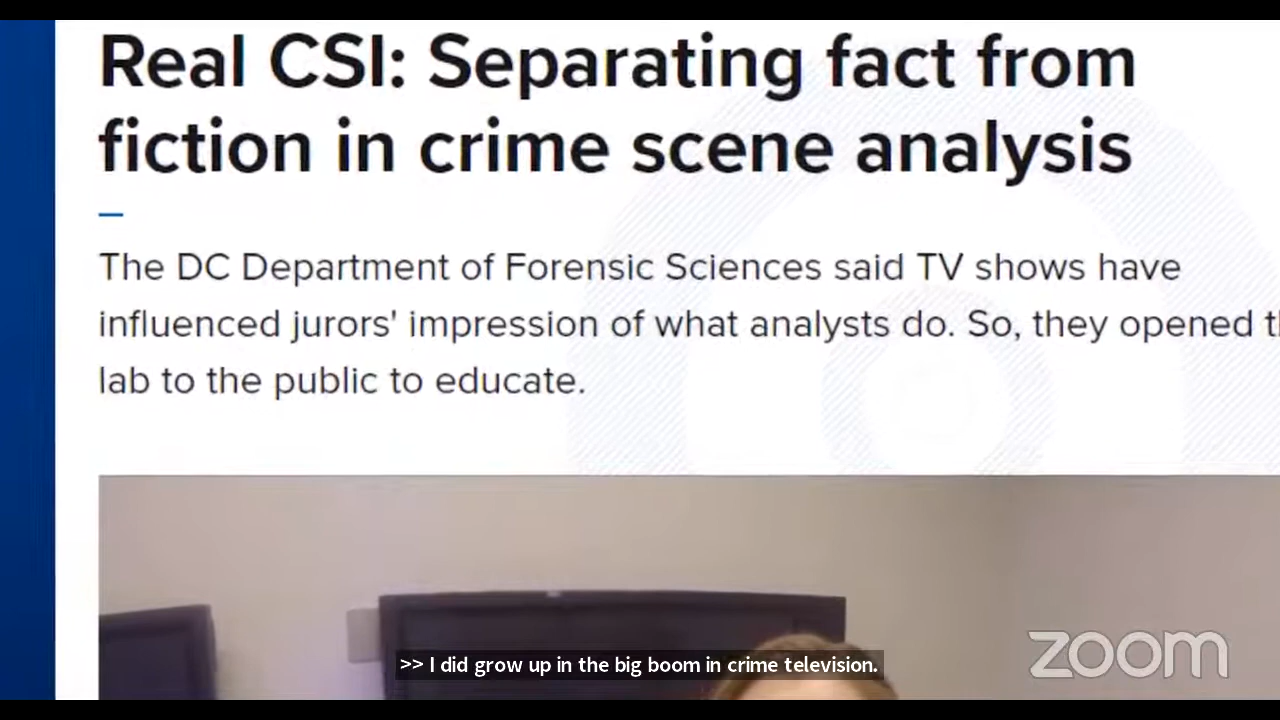 Real CSI: Separating fact from
fiction in crime scene analysis
The DC Department of Forensic Sciences said TV shows have
influenced jurors' impression of what analysts do. So, they opened
lab to the public to educate.
>> I did grow up in the big boom in crime television.
zoom